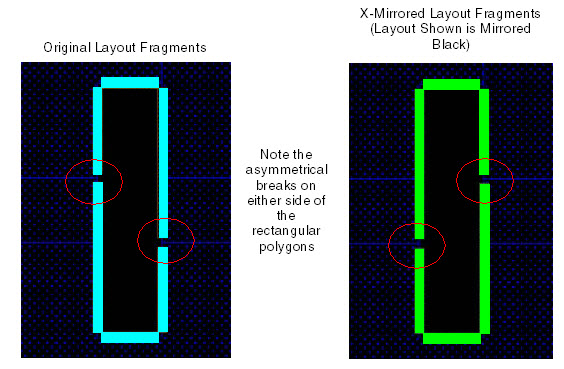 Original Layout Fragments
X-Mirrored Layout Fragments
(Layout Shown is Mirrored
Black)
Note the
asymmetrical
breaks on
either side of
the
rectangular
polygons